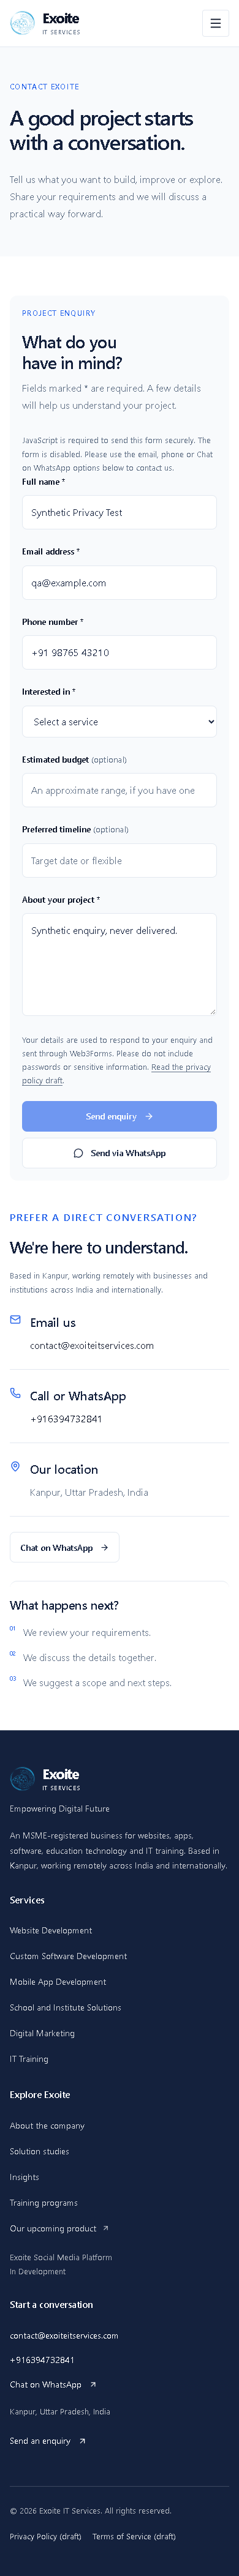 Exoite
IT SERVICES
CONTACT EXOITE
A good project starts
with a conversation.
Tell us what you want to build, improve or explore.
Share your requirements and we will discuss a
practical way forward.
PROJECT ENQUIRY
What do you
have in mind?
Fields marked * are required. A few details
will help us understand your project.
JavaScript is required to send this form securely. The
form is disabled. Please use the email, phone or Chat
on WhatsApp options below to contact us.
Full name *
Synthetic Privacy Test
Email address *
qa@example.com
Phone number *
+91 98765 43210
Interested in *
Select a service
Estimated budget (optional)
An approximate range, if you have one
Preferred timeline (optional)
Target date or flexible
About your project *
Synthetic enquiry, never delivered.
Your details are used to respond to your enquiry and
sent through Web3Forms. Please do not include
passwords or sensitive information. Read the privacy
policy draft.
Send enquiry
Send via WhatsApp
PREFER A DIRECT CONVERSATION?
We're here to understand.
Based in Kanpur, working remotely with businesses and
institutions across India and internationally.
Email us
contact@exoiteitservices.com
Call or WhatsApp
+916394732841
Our location
Kanpur, Uttar Pradesh, India
Chat on WhatsApp
What happens next?
01 We review your requirements.
02 We discuss the details together.
03 We suggest a scope and next steps.
Exoite
IT SERVICES
Empowering Digital Future
An MSME-registered business for websites, apps,
software, education technology and IT training. Based in
Kanpur, working remotely across India and internationally.
Services
Website Development
Custom Software Development
Mobile App Development
School and Institute Solutions
Digital Marketing
IT Training
Explore Exoite
About the company
Solution studies
Insights
Training programs
Our upcoming product
Exoite Social Media Platform
In Development
Start a conversation
contact@exoiteitservices.com
+916394732841
Chat on WhatsApp
Kanpur, Uttar Pradesh, India
Send an enquiry
© 2026 Exoite IT Services. All rights reserved.
Privacy Policy (draft) Terms of Service (draft)